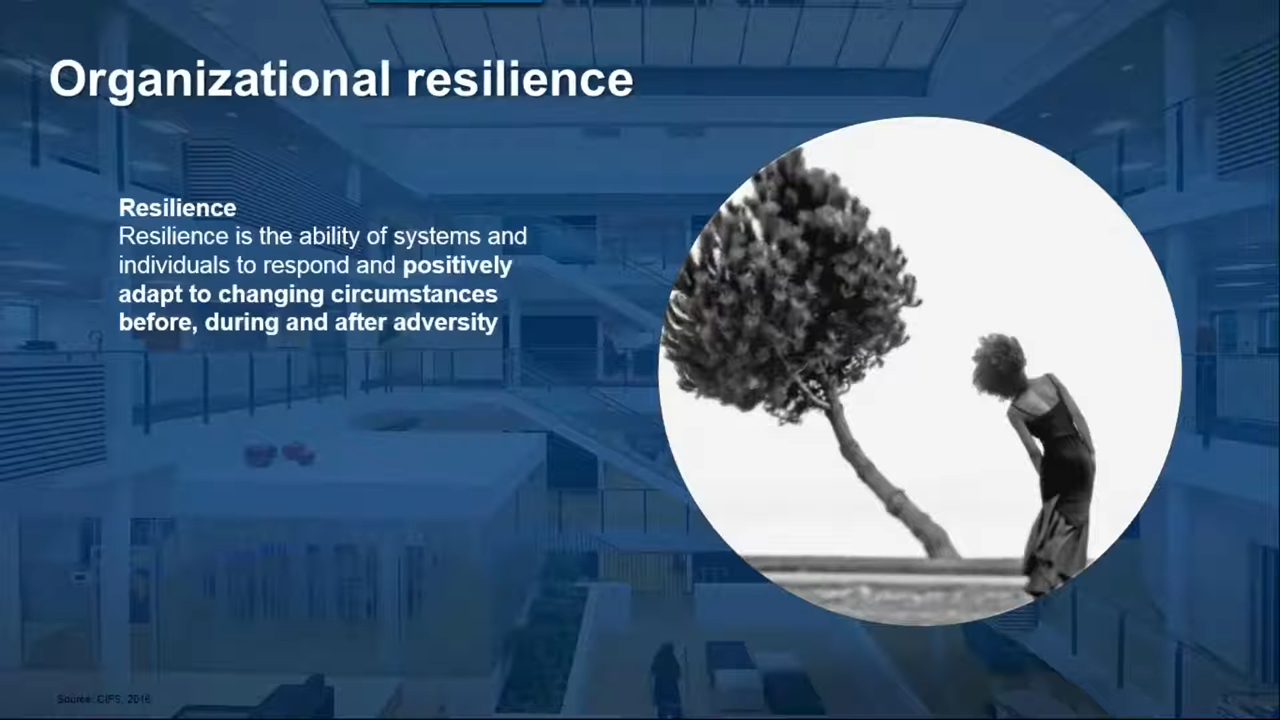 Organizational resilience
Resilience
Resilience is the ability of systems and
individuals to respond and positively
adapt to changing circumstances
before, during and after adversity
Source: CIFS, 2016